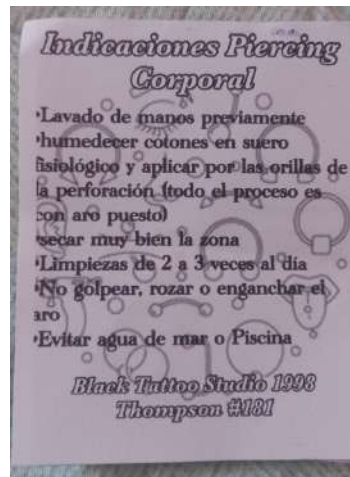 Indicaciones Piercing
Corporal
•Lavado de manos previamente
•humedecer cotones en suero
fisiológico y aplicar por las orillas de
la perforación (todo el proceso es
con aro puesto)
•secar muy bien la zona
•Limpiezas de 2 a 3 veces al día
•No golpear, rozar o enganchar el
aro
•Evitar agua de mar o Piscina
Black Tattoo Studio 1998
Thompson #181